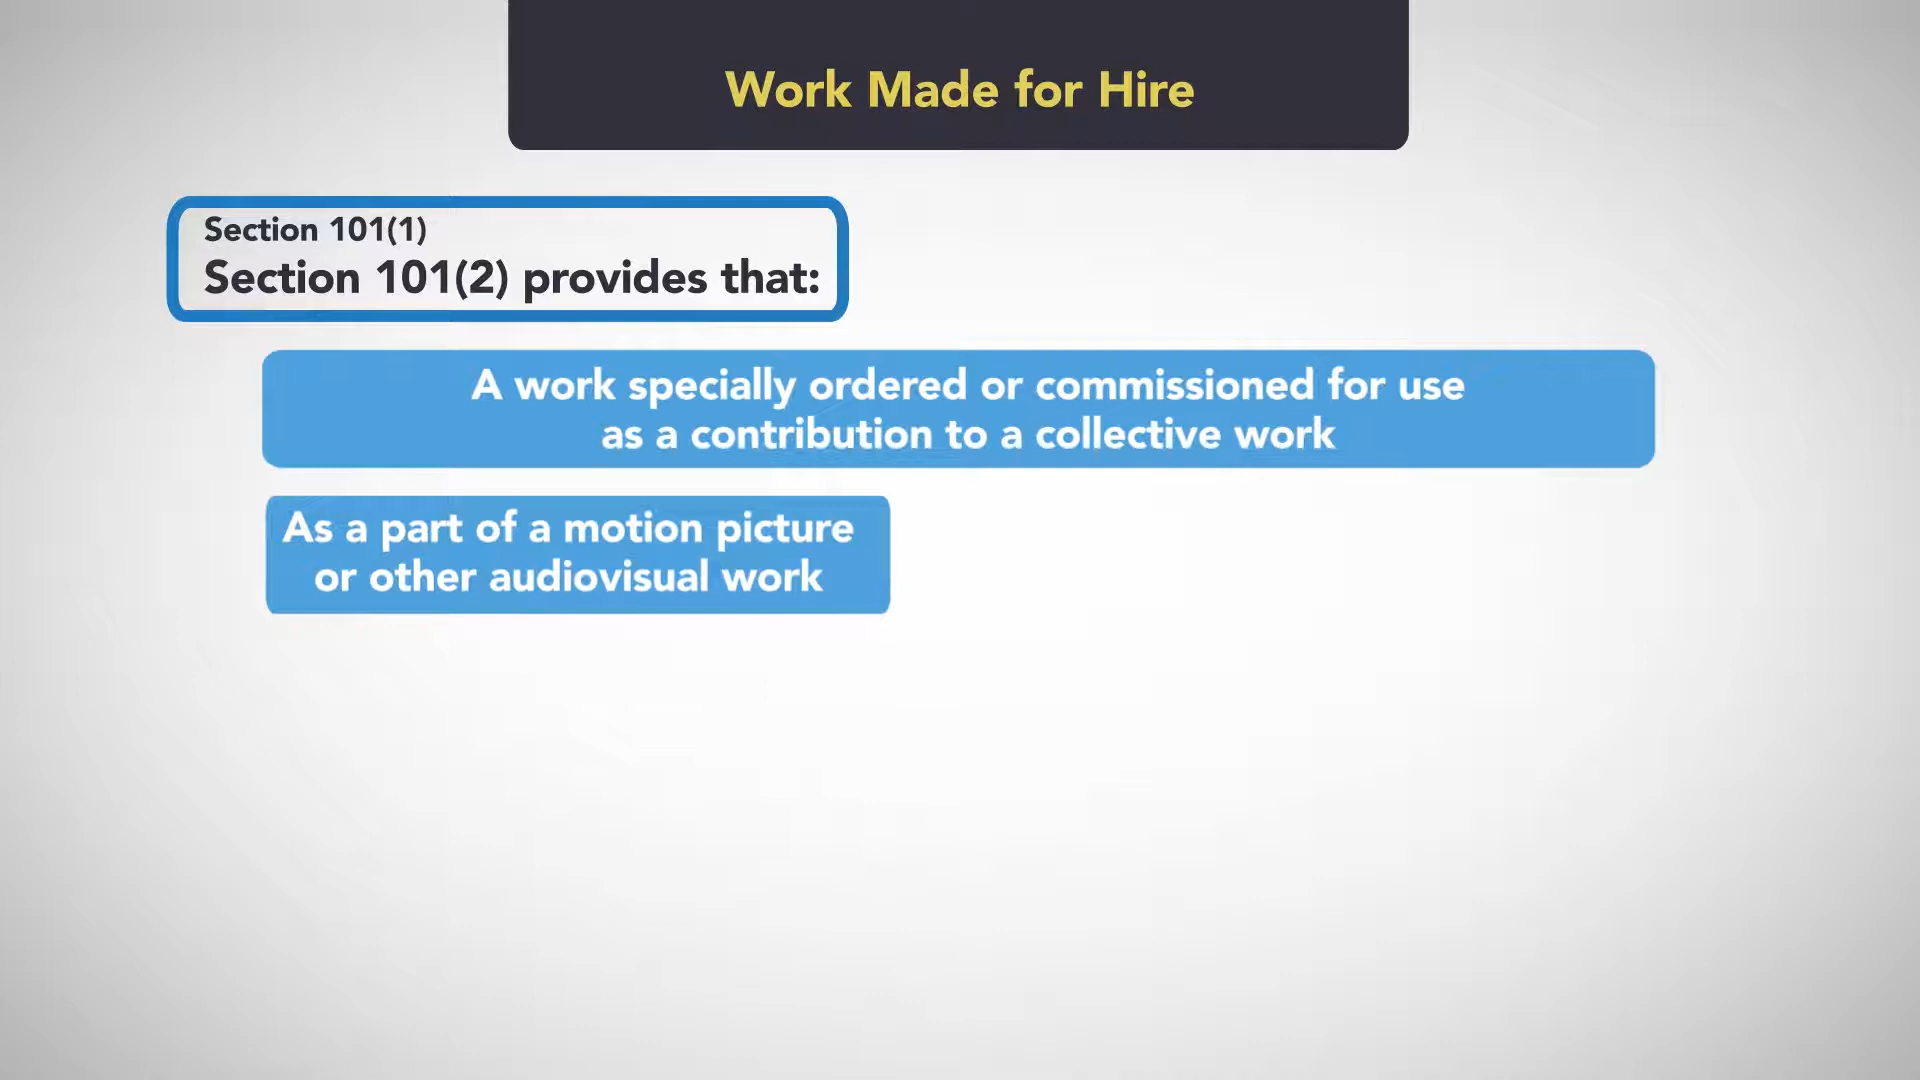 Work Made for Hire
Section 101(1)
Section 101(2) provides that:
A work specially ordered or commissioned for use
as a contribution to a collective work
As a part of a motion picture
or other audiovisual work